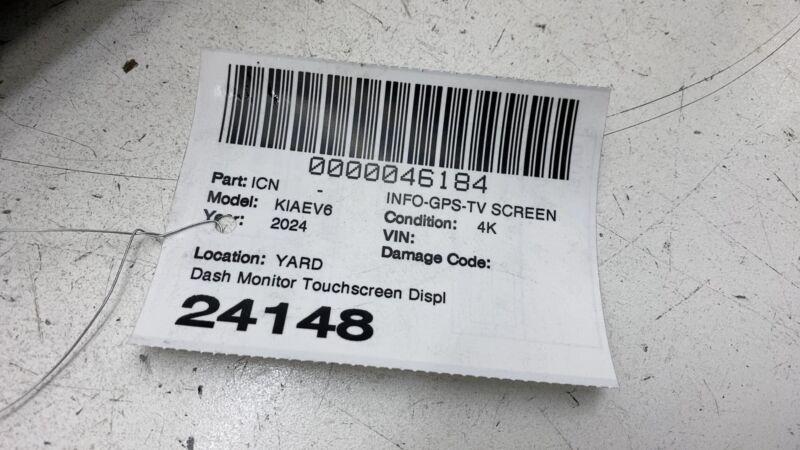 0000046184
Part: ICN - INFO-GPS-TV SCREEN
Model: KIAEV6 Condition: 4K
Year: 2024 VIN:
Damage Code:
Location: YARD
Dash Monitor Touchscreen Displ
24148